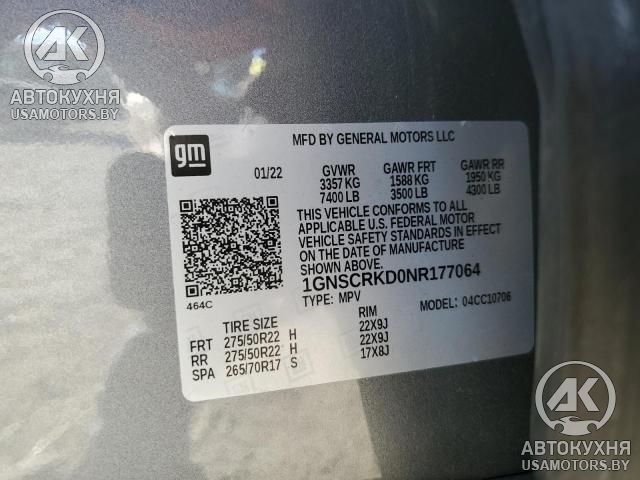 AK
АВТОКУХНЯ
USAMOTORS.BY
gm
MFD BY GENERAL MOTORS LLC
01/22
GVWR GAWR FRT GAWR RR
3357 KG 1588 KG 1950 KG
7400 LB 3500 LB 4300 LB
THIS VEHICLE CONFORMS TO ALL
APPLICABLE U.S. FEDERAL MOTOR
VEHICLE SAFETY STANDARDS IN EFFECT
ON THE DATE OF MANUFACTURE
SHOWN ABOVE.
1GNSCRKD0NR177064
464C
TYPE: MPV MODEL: 04CC10706
TIRE SIZE RIM
FRT 275/50R22 H 22X9J
RR 275/50R22 H 22X9J
SPA 265/70R17 S 17X8J
AK
АВТОКУХНЯ
USAMOTORS.BY